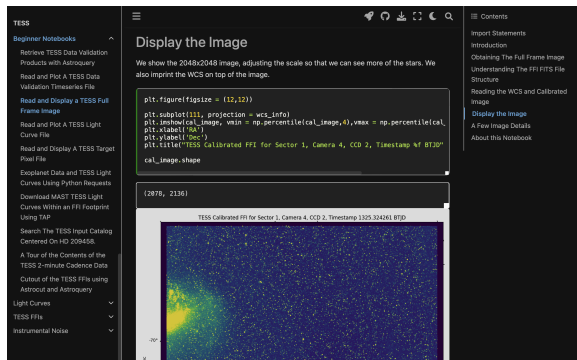 TESS
Beginner Notebooks
Retrieve TESS Data Validation
Products with Astroquery
Read and Plot A TESS Data
Validation Timeseries File
Read and Display a TESS Full
Frame Image
Read and Plot A TESS Light
Curve File
Read and Display A TESS Target
Pixel File
Exoplanet Data and TESS Light
Curves Using Python Requests
Download MAST TESS Light
Curves Within an FFI Footprint
Using TAP
Search The TESS Input Catalog
Centered On HD 209458.
A Tour of the Contents of the
TESS 2-minute Cadence Data
Cutout of the TESS FFIs using
Astrocut and Astroquery
Light Curves
TESS FFIs
Instrumental Noise
Display the Image
We show the 2048x2048 image, adjusting the scale so that we can see more of the stars. We
also imprint the WCS on top of the image.
plt.figure(figsize = (12,12))
plt.subplot(111, projection = wcs_info)
plt.imshow(cal_image, vmin = np.percentile(cal_image,4),vmax = np.percentile(cal_
plt.xlabel('RA')
plt.ylabel('Dec')
plt.title("TESS Calibrated FFI for Sector 1, Camera 4, CCD 2, Timestamp %f BTJD"
cal_image.shape
(2078, 2136)
TESS Calibrated FFI for Sector 1, Camera 4, CCD 2, Timestamp 1325.324261 BTJD
-70°
Contents
Import Statements
Introduction
Obtaining The Full Frame Image
Understanding The FFI FITS File
Structure
Reading the WCS and Calibrated
Image
Display the Image
A Few Image Details
About this Notebook